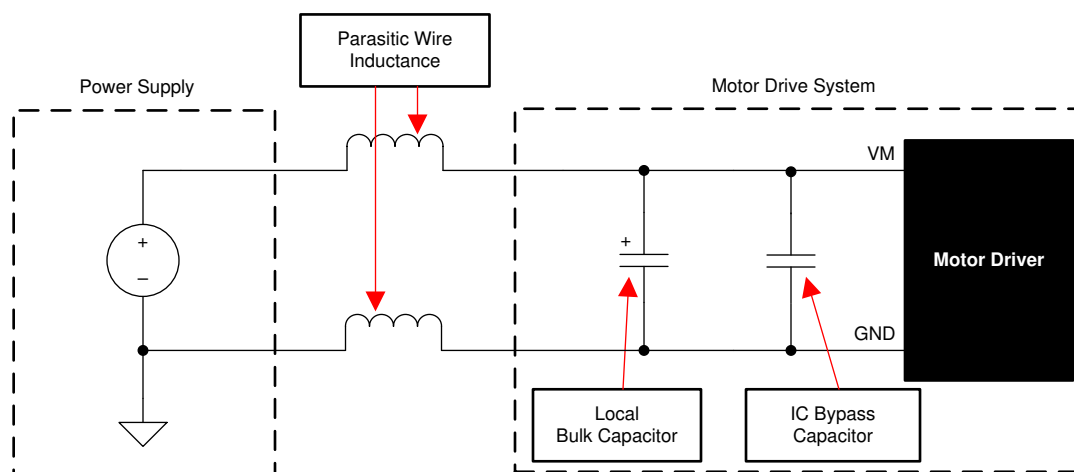 Parasitic Wire
Inductance
Power Supply
Motor Drive System
VM
+
–
+
Motor Driver
GND
Local
Bulk Capacitor
IC Bypass
Capacitor